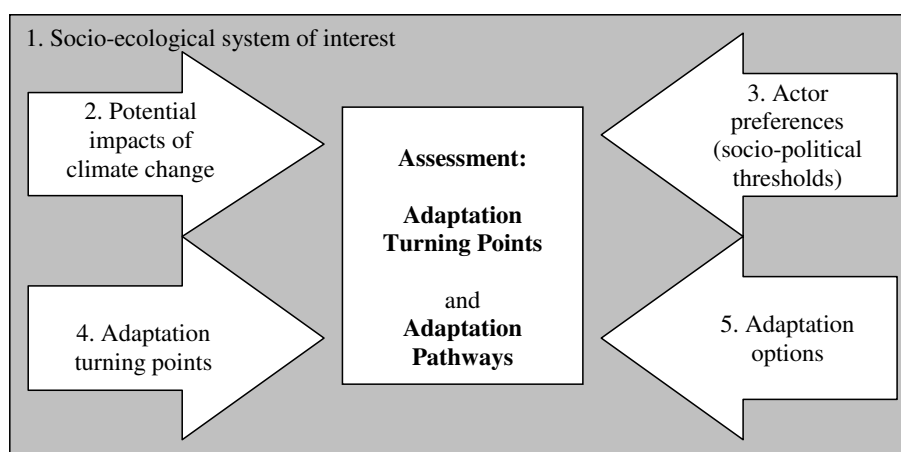 1. Socio-ecological system of interest
2. Potential
impacts of
climate change
3. Actor
preferences
(socio-political
thresholds)
Assessment:
Adaptation
Turning Points
and
Adaptation
Pathways
4. Adaptation
turning points
5. Adaptation
options